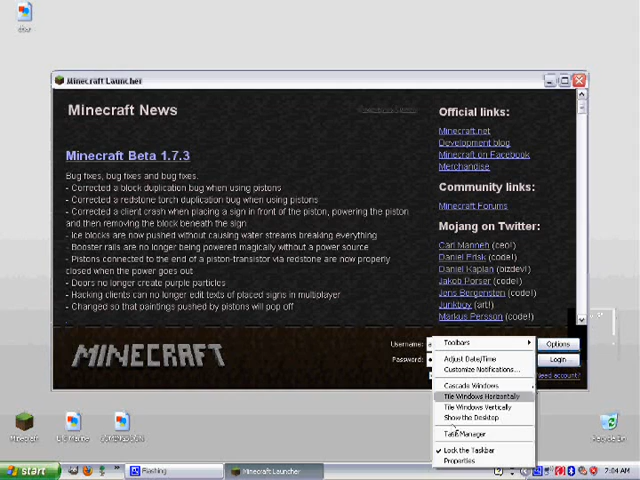 Minecraft Launcher
Minecraft News
Minecraft Beta 1.7.3
Bug fixes, bug fixes and bug fixes.
- Corrected a block duplication bug when using pistons
- Corrected a redstone torch duplication bug when using pistons
- Corrected a client crash when placing a sign in front of the piston, powering the piston
and then removing the block beneath the sign
- Ice blocks are now pushed without causing water streams breaking everything
- Booster rails are no longer being powered magically without a power source
- Pistons connected to the end of a piston-transistor via redstone are now properly
closed when the power goes out
- Doors no longer create purple particles
- Hacking clients can no longer edit texts of placed signs in multiplayer
- Changed so that paintings pushed by pistons will pop off
Official links:
Minecraft.net
Development blog
Minecraft on Facebook
Merchandise
Community links:
Minecraft Forums
Mojang on Twitter:
Carl Manneh (ceo!)
Daniel Frisk (cto!)
Daniel Kaplan (bizdev!)
Jakob Porser (cgo!)
Jens Bergensten (code!)
Junkboy (art!)
Markus Persson (cmo!)
MINECRAFT
Username:
Password:
Options
Login
Need account?
Toolbars
Adjust Date/Time
Customize Notifications...
Cascade Windows
Tile Windows Horizontally
Tile Windows Vertically
Show the Desktop
Task Manager
Lock the Taskbar
Properties
Minecraft
Recycle Bin
start
Flashing
Minecraft Launcher
7:04 AM